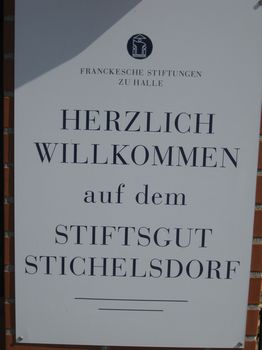 FRANCKESCHE STIFTUNGEN
ZU HALLE
HERZLICH
WILLKOMMEN
auf dem
STIFTSGUT
STICHELSDORF